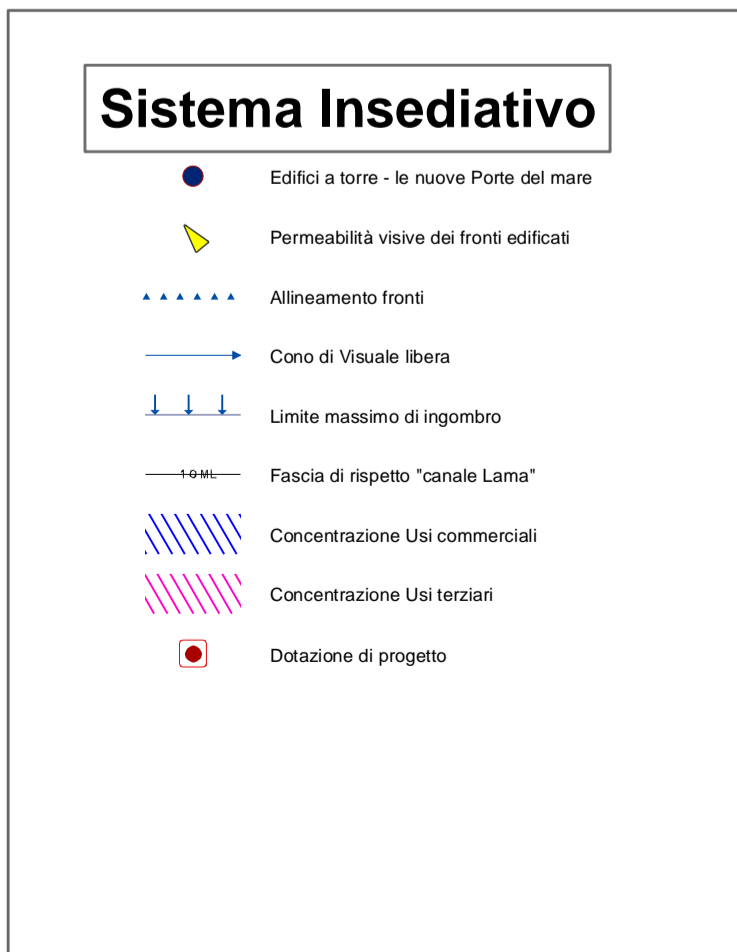 Sistema Insediativo
Edifici a torre - le nuove Porte del mare
Permeabilità visive dei fronti edificati
Allineamento fronti
Cono di Visuale libera
Limite massimo di ingombro
10 ML
Fascia di rispetto "canale Lama"
Concentrazione Usi commerciali
Concentrazione Usi terziari
Dotazione di progetto